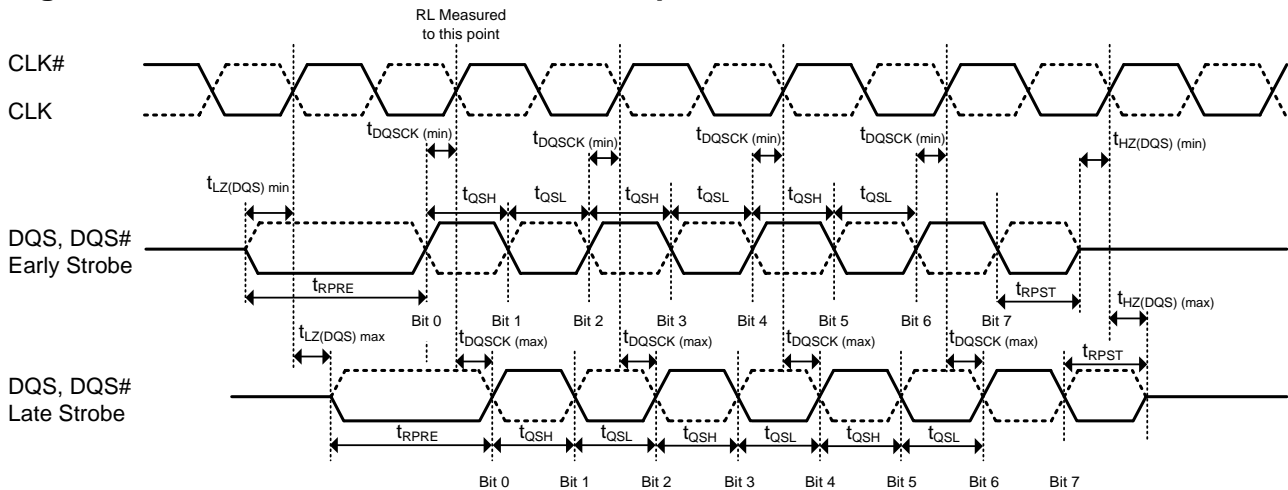 RL Measured
to this point
CLK#
CLK
tDQSCK (min) tDQSCK (min) tDQSCK (min) tDQSCK (min) tHZ(DQS) (min)
tLZ(DQS) min
tQSH tQSL tQSH tQSL tQSH tQSL
DQS, DQS#
Early Strobe
tRPRE tRPST
Bit 0 Bit 1 Bit 2 Bit 3 Bit 4 Bit 5 Bit 6 Bit 7
tHZ(DQS) (max)
tLZ(DQS) max tDQSCK (max) tDQSCK (max) tDQSCK (max) tDQSCK (max) tRPST
DQS, DQS#
Late Strobe
tRPRE tQSH tQSL tQSH tQSL tQSH tQSL
Bit 0 Bit 1 Bit 2 Bit 3 Bit 4 Bit 5 Bit 6 Bit 7